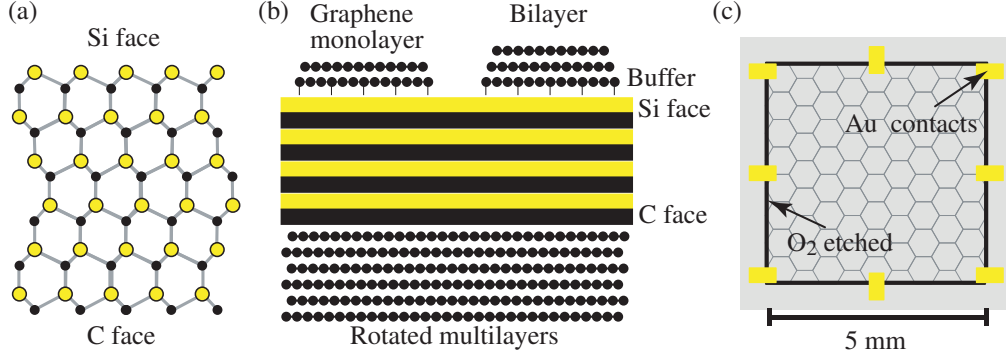 (a)
Si face
C face
(b)
Graphene
monolayer
Bilayer
Buffer
Si face
C face
Rotated multilayers
(c)
Au contacts
O₂ etched
5 mm